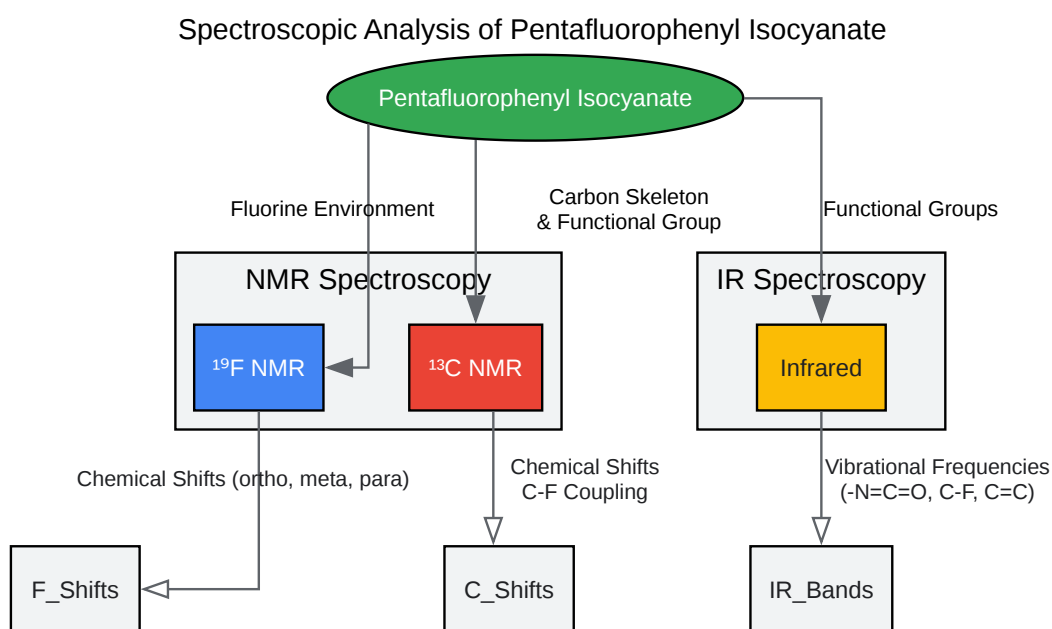 Spectroscopic Analysis of Pentafluorophenyl Isocyanate
Pentafluorophenyl Isocyanate
Fluorine Environment
Carbon Skeleton
& Functional Group
Functional Groups
NMR Spectroscopy
IR Spectroscopy
¹⁹F NMR
¹³C NMR
Infrared
Chemical Shifts (ortho, meta, para)
Chemical Shifts
C-F Coupling
Vibrational Frequencies
(-N=C=O, C-F, C=C)
F_Shifts
C_Shifts
IR_Bands